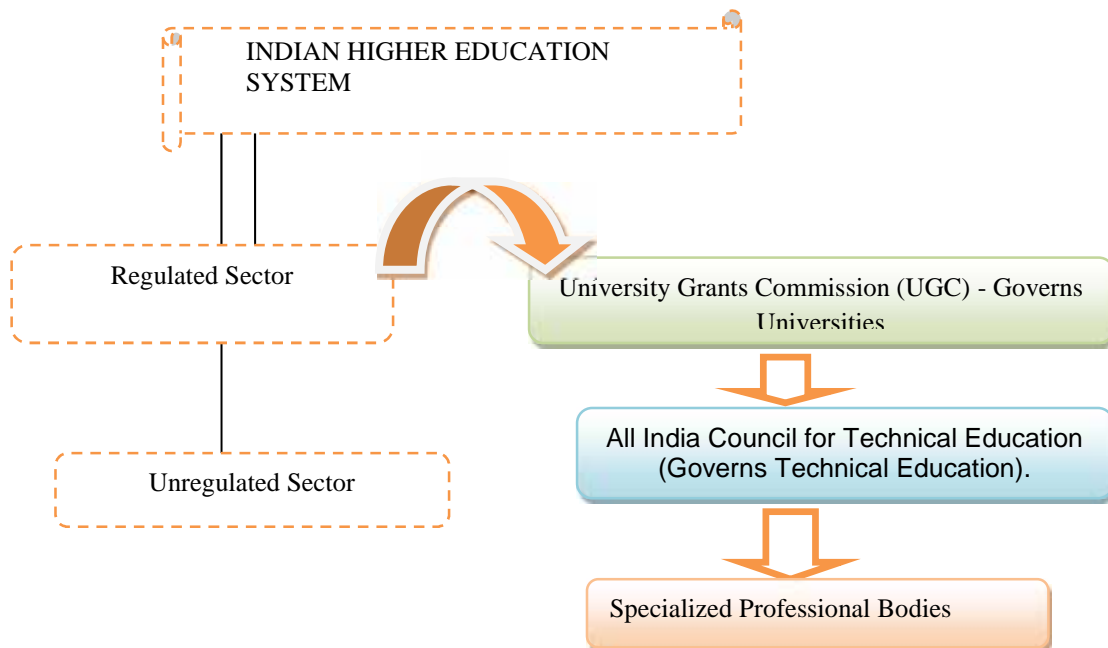 INDIAN HIGHER EDUCATION
SYSTEM
Regulated Sector
University Grants Commission (UGC) - Governs
Universities
All India Council for Technical Education
(Governs Technical Education).
Unregulated Sector
Specialized Professional Bodies